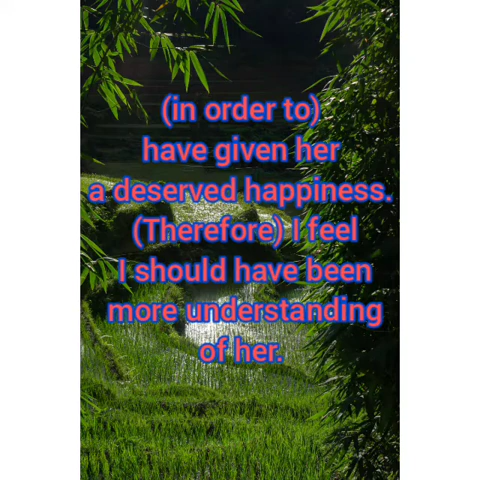 (in order to)
have given her
a deserved happiness.
(Therefore) I feel
I should have been
more understanding
of her.